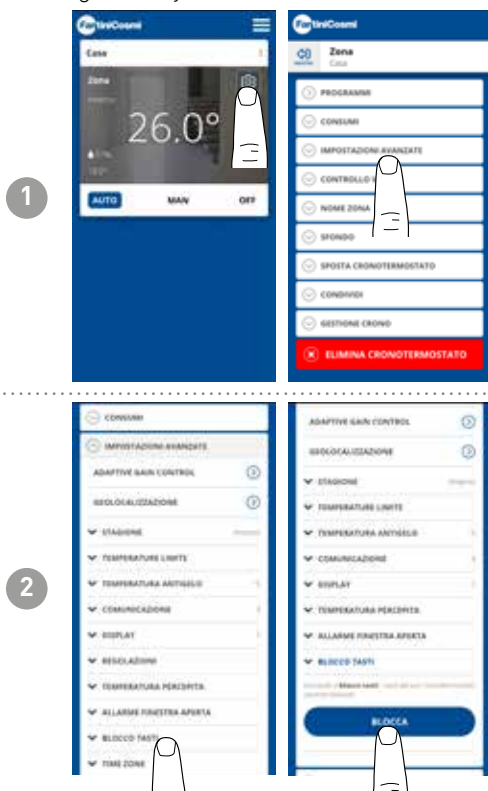 FantiniCosmi
Casa
Zona
26.0°
AUTO MAN OFF
1
FantiniCosmi
Zona
Casa
PROGRAMMI
CONSUMI
IMPOSTAZIONI AVANZATE
CONTROLLO
NOME ZONA
SFONDO
SPOSTA CRONOTERMOSTATO
CONDIVIDI
GESTIONE CRONO
ELIMINA CRONOTERMOSTATO
2
CONSUMI
IMPOSTAZIONI AVANZATE
ADAPTIVE GAIN CONTROL
GEOLOCALIZZAZIONE
STAGIONE
TEMPERATURE LIMITE
TEMPERATURA ANTIGELO
COMUNICAZIONE
DISPLAY
REGOLAZIONI
TEMPERATURA PERCEPITA
ALLARME FINESTRA APERTA
BLOCCO TASTI
TIME ZONE
ADAPTIVE GAIN CONTROL
GEOLOCALIZZAZIONE
STAGIONE
TEMPERATURE LIMITE
TEMPERATURA ANTIGELO
COMUNICAZIONE
DISPLAY
TEMPERATURA PERCEPITA
ALLARME FINESTRA APERTA
BLOCCO TASTI
BLOCCA